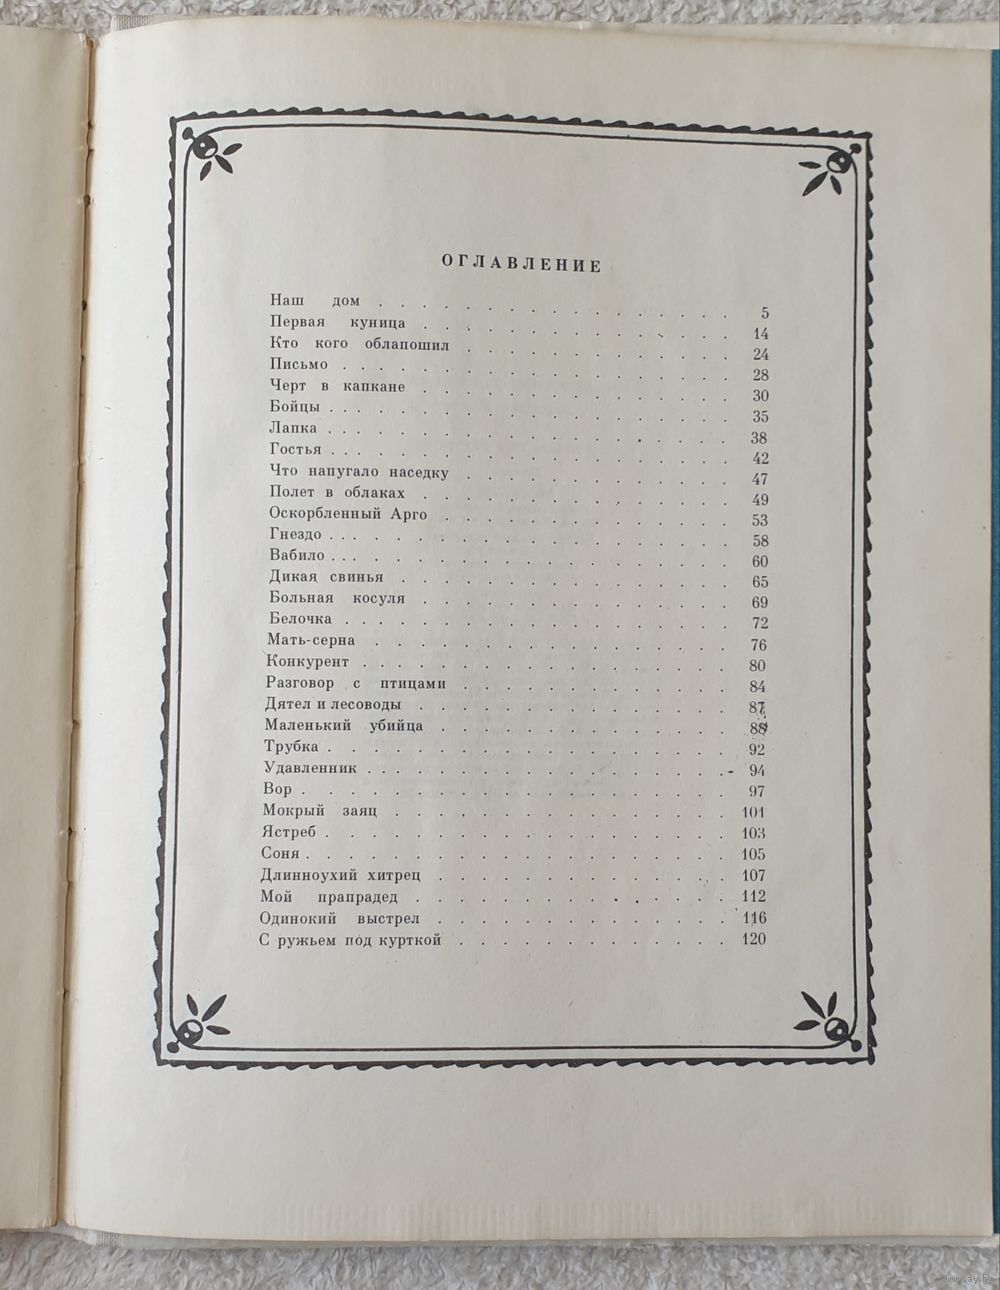 ОГЛАВЛЕНИЕ
Наш дом . . . . . . . . . . . . . . . . . 5
Первая куница . . . . . . . . . . . . . . . 14
Кто кого облапошил . . . . . . . . . . . . . 24
Письмо . . . . . . . . . . . . . . . . . . 28
Черт в капкане . . . . . . . . . . . . . . . 30
Бойцы . . . . . . . . . . . . . . . . . . . 35
Лапка . . . . . . . . . . . . . . . . . . . 38
Гостья . . . . . . . . . . . . . . . . . . . 42
Что напугало наседку . . . . . . . . . . . . . 47
Полет в облаках . . . . . . . . . . . . . . . 49
Оскорбленный Арго . . . . . . . . . . . . . . 53
Гнездо . . . . . . . . . . . . . . . . . . . 58
Вабило . . . . . . . . . . . . . . . . . . . 60
Дикая свинья . . . . . . . . . . . . . . . . 65
Больная косуля . . . . . . . . . . . . . . . 69
Белочка . . . . . . . . . . . . . . . . . . 72
Мать-серна . . . . . . . . . . . . . . . . . 76
Конкурент . . . . . . . . . . . . . . . . . 80
Разговор с птицами . . . . . . . . . . . . . 84
Дятел и лесоводы . . . . . . . . . . . . . . . 87
Маленький убийца . . . . . . . . . . . . . . 89
Трубка . . . . . . . . . . . . . . . . . . . 92
Удавленник . . . . . . . . . . . . . . . . . 94
Вор . . . . . . . . . . . . . . . . . . . . 97
Мокрый заяц . . . . . . . . . . . . . . . . 101
Ястреб . . . . . . . . . . . . . . . . . . . 103
Соня . . . . . . . . . . . . . . . . . . . . 105
Длинноухий хитрец . . . . . . . . . . . . . . 107
Мой прапрадед . . . . . . . . . . . . . . . 112
Одинокий выстрел . . . . . . . . . . . . . . 116
С ружьем под курткой . . . . . . . . . . . . . 120
www.ay.by